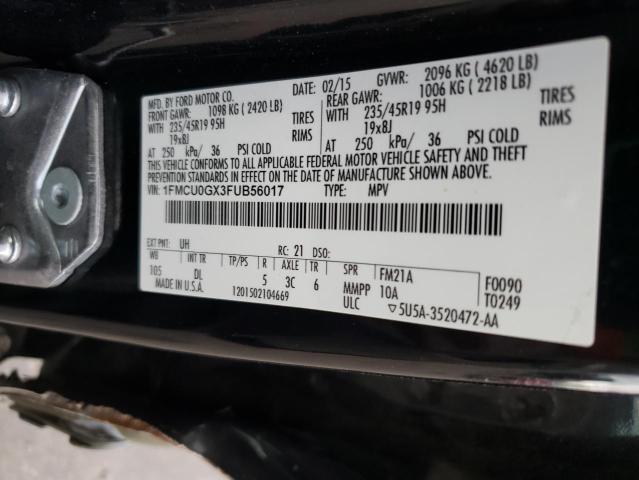 MFD. BY FORD MOTOR CO.
DATE: 02/15 GVWR: 2096 KG ( 4620 LB)
FRONT GAWR: 1098 KG ( 2420 LB) REAR GAWR: 1006 KG ( 2218 LB)
WITH 235/45R19 95H TIRES WITH 235/45R19 95H TIRES
19x8J RIMS 19x8J RIMS
AT 250 kPa/ 36 PSI COLD AT 250 kPa/ 36 PSI COLD
THIS VEHICLE CONFORMS TO ALL APPLICABLE FEDERAL MOTOR VEHICLE SAFETY AND THEFT
PREVENTION STANDARDS IN EFFECT ON THE DATE OF MANUFACTURE SHOWN ABOVE.
VIN: 1FMCU0GX3FUB56017 TYPE: MPV
EXT PNT: UH RC: 21 DSO:
WB INT TR TP/PS R AXLE TR SPR FM21A F0090
105 DL 5 3C 6 MMPP 10A T0249
MADE IN U.S.A. 1201502104669 ULC ▽5U5A-3520472-AA